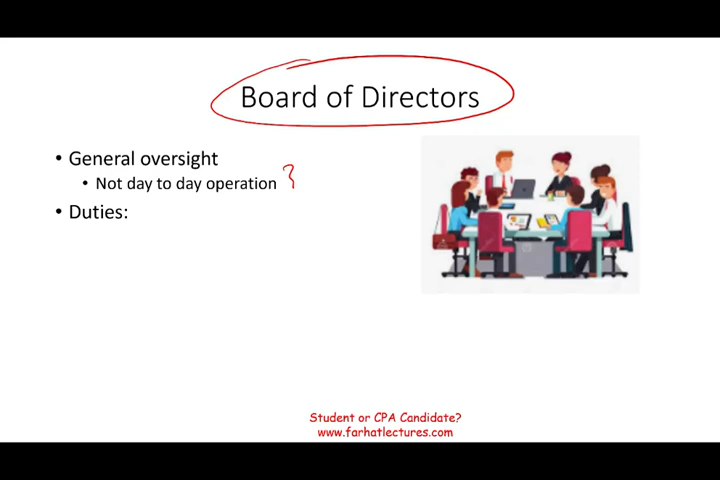 Board of Directors
• General oversight
• Not day to day operation
• Duties:
Student or CPA Candidate?
www.farhatlectures.com